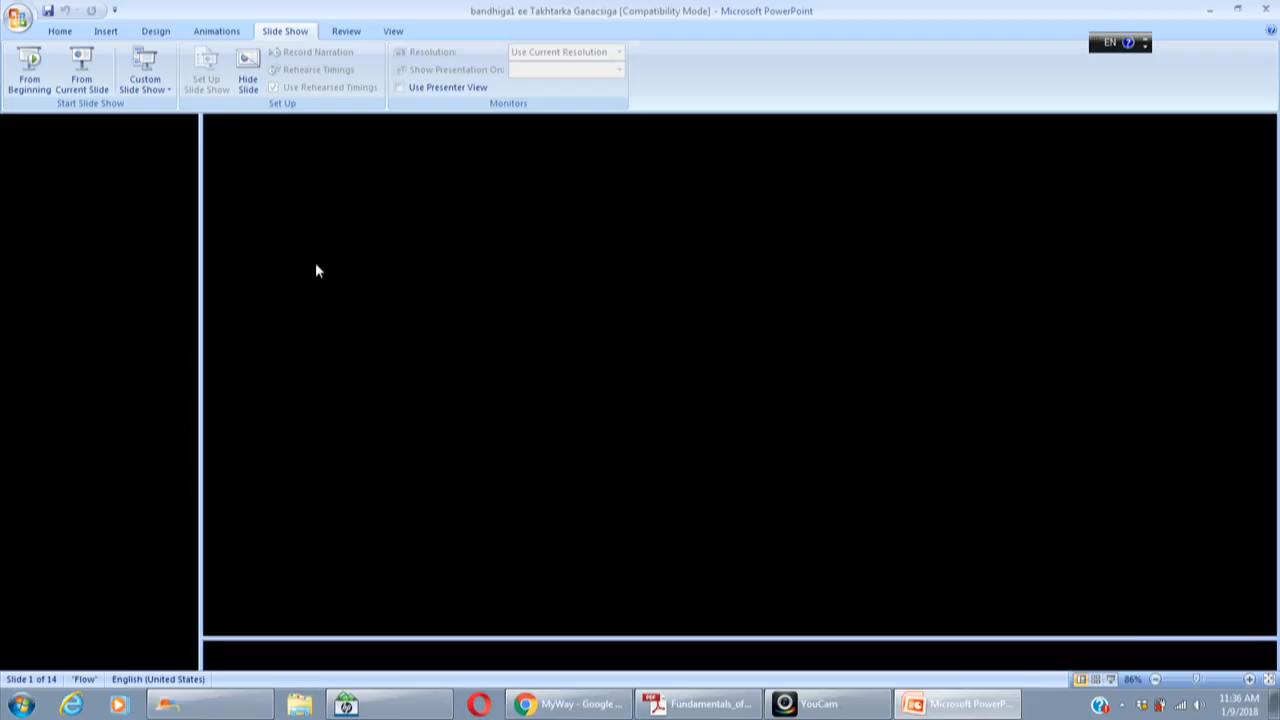 bandhiga1 ee Takhtarka Ganacsiga [Compatibility Mode] - Microsoft PowerPoint
Home Insert Design Animations Slide Show Review View
EN
From Beginning
From Current Slide
Custom Slide Show
Start Slide Show
Set Up Slide Show
Hide Slide
Record Narration
Rehearse Timings
Use Rehearsed Timings
Set Up
Resolution: Use Current Resolution
Show Presentation On:
Use Presenter View
Monitors
Slide 1 of 14 "Flow" English (United States) 86%
MyWay - Google ... Fundamentals_of... YouCam Microsoft PowerP...
11:36 AM
1/9/2018